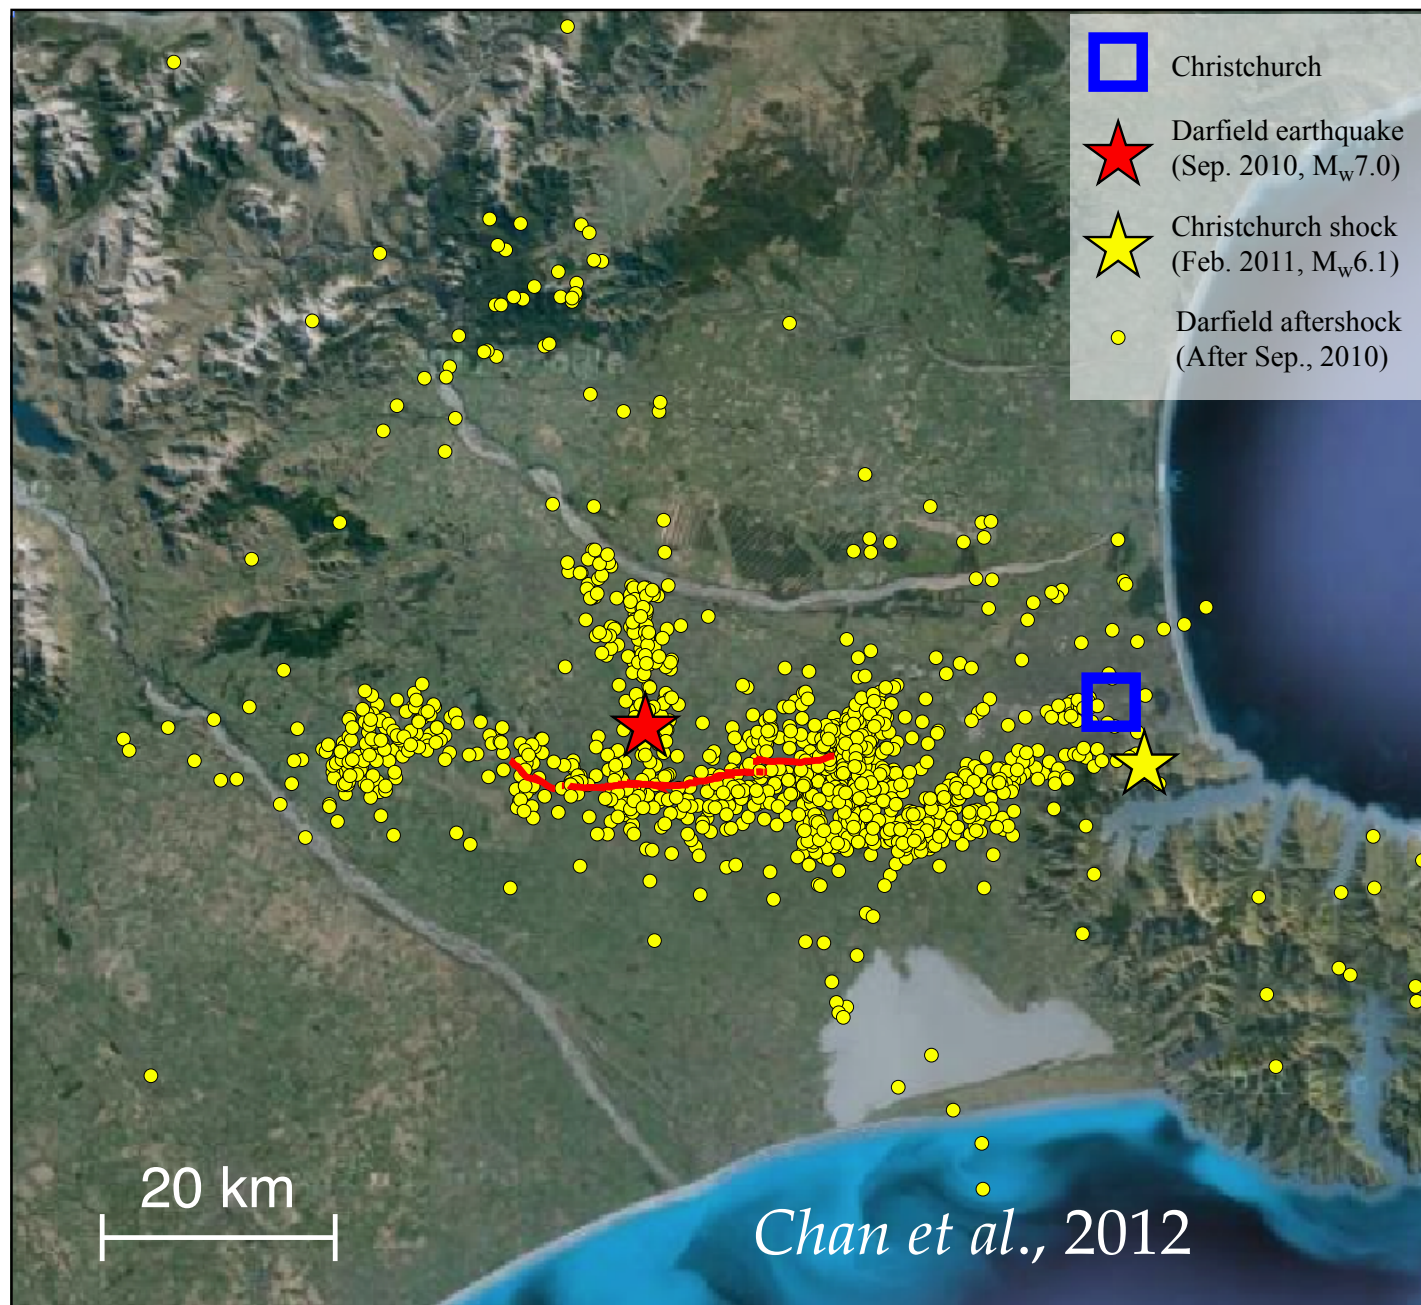 Christchurch
Darfield earthquake
(Sep. 2010, Mw7.0)
Christchurch shock
(Feb. 2011, Mw6.1)
Darfield aftershock
(After Sep., 2010)
20 km
Chan et al., 2012